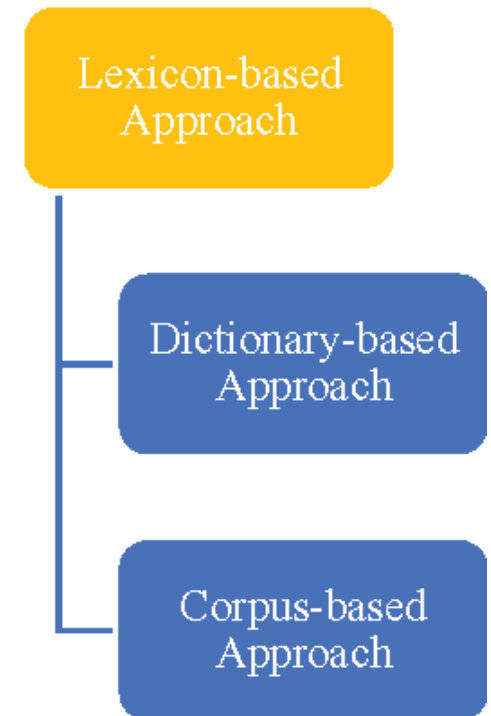 Lexicon-based
Approach
Dictionary-based
Approach
Corpus-based
Approach